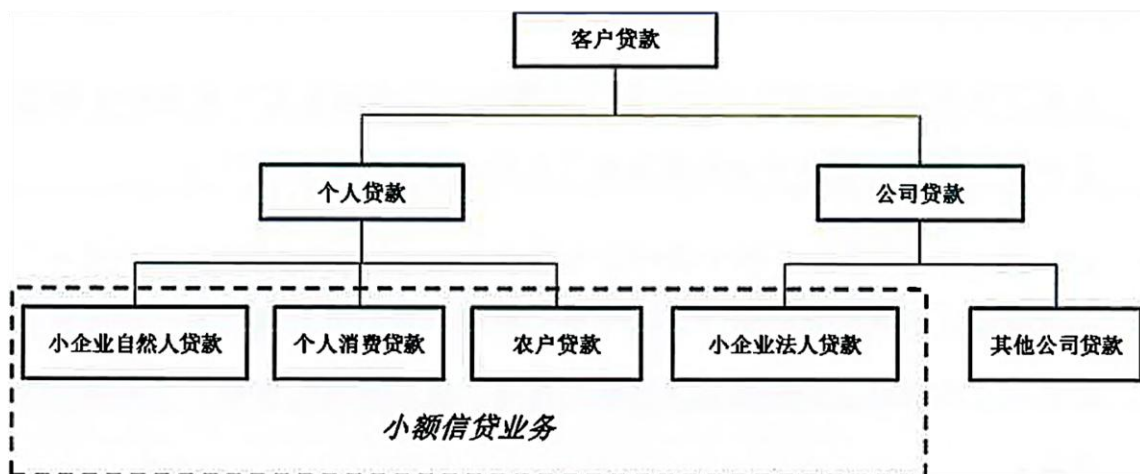 客户贷款
个人贷款
公司贷款
小企业自然人贷款
个人消费贷款
农户贷款
小企业法人贷款
其他公司贷款
小额信贷业务